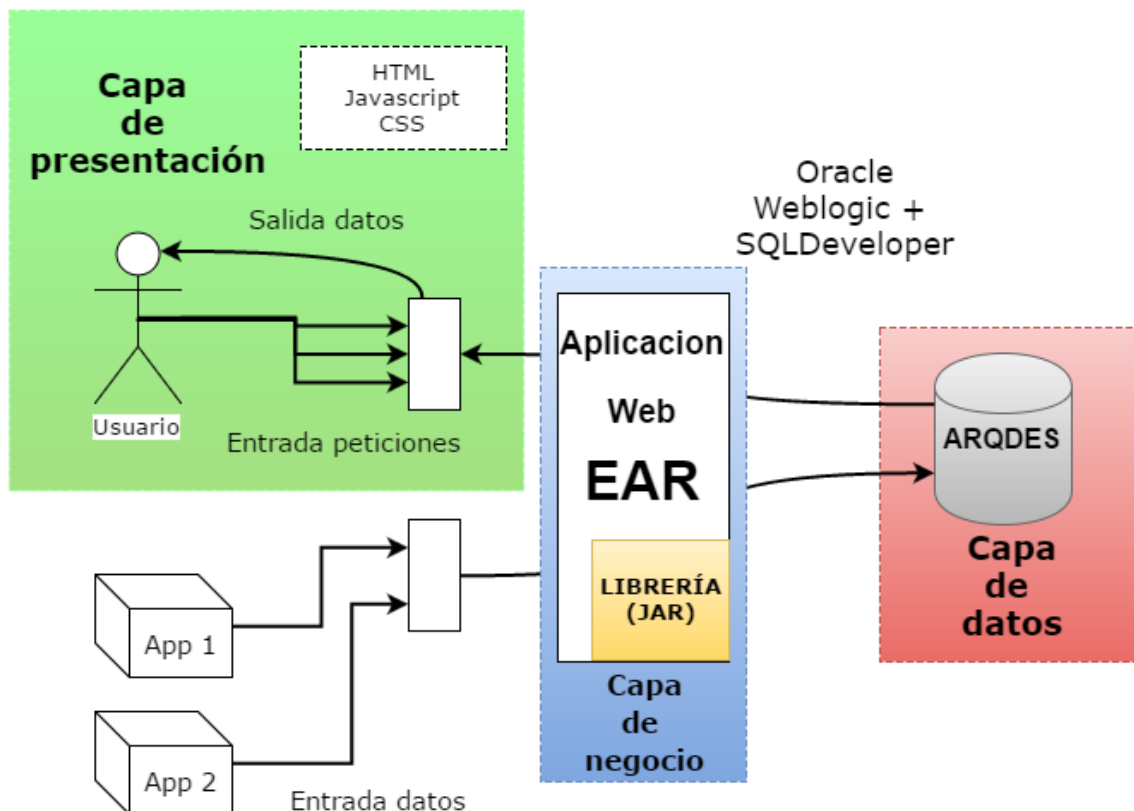 Capa
de
presentación
HTML
Javascript
CSS
Salida datos
Usuario
Entrada peticiones
Oracle
Weblogic +
SQLDeveloper
Aplicacion
Web
EAR
LIBRERÍA
(JAR)
Capa
de
negocio
ARQDES
Capa
de
datos
App 1
App 2
Entrada datos